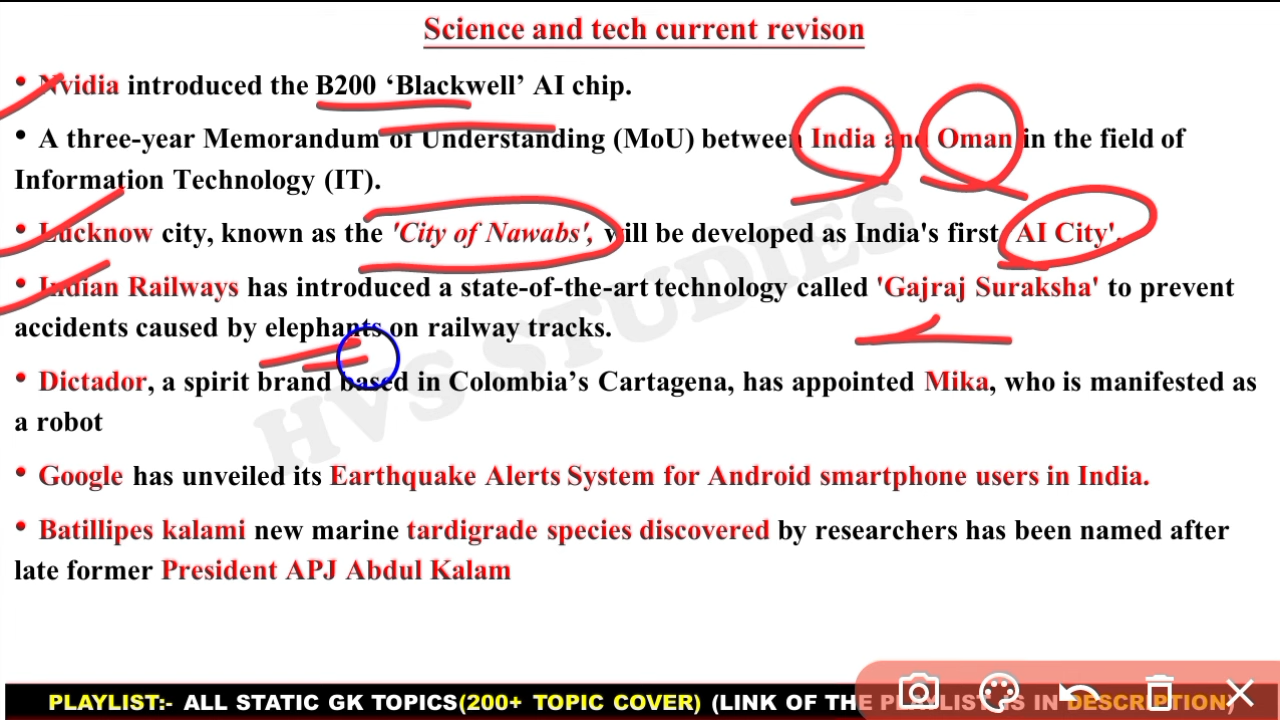 Science and tech current revison
• Nvidia introduced the B200 ‘Blackwell’ AI chip.
• A three-year Memorandum of Understanding (MoU) between India and Oman in the field of
Information Technology (IT).
• Lucknow city, known as the 'City of Nawabs', will be developed as India's first AI City'.
• Indian Railways has introduced a state-of-the-art technology called 'Gajraj Suraksha' to prevent
accidents caused by elephants on railway tracks.
• Dictador, a spirit brand based in Colombia’s Cartagena, has appointed Mika, who is manifested as
a robot
• Google has unveiled its Earthquake Alerts System for Android smartphone users in India.
• Batillipes kalami new marine tardigrade species discovered by researchers has been named after
late former President APJ Abdul Kalam
HVS STUDIES
PLAYLIST:- ALL STATIC GK TOPICS(200+ TOPIC COVER) (LINK OF THE PLAYLIST IS IN DESCRIPTION)